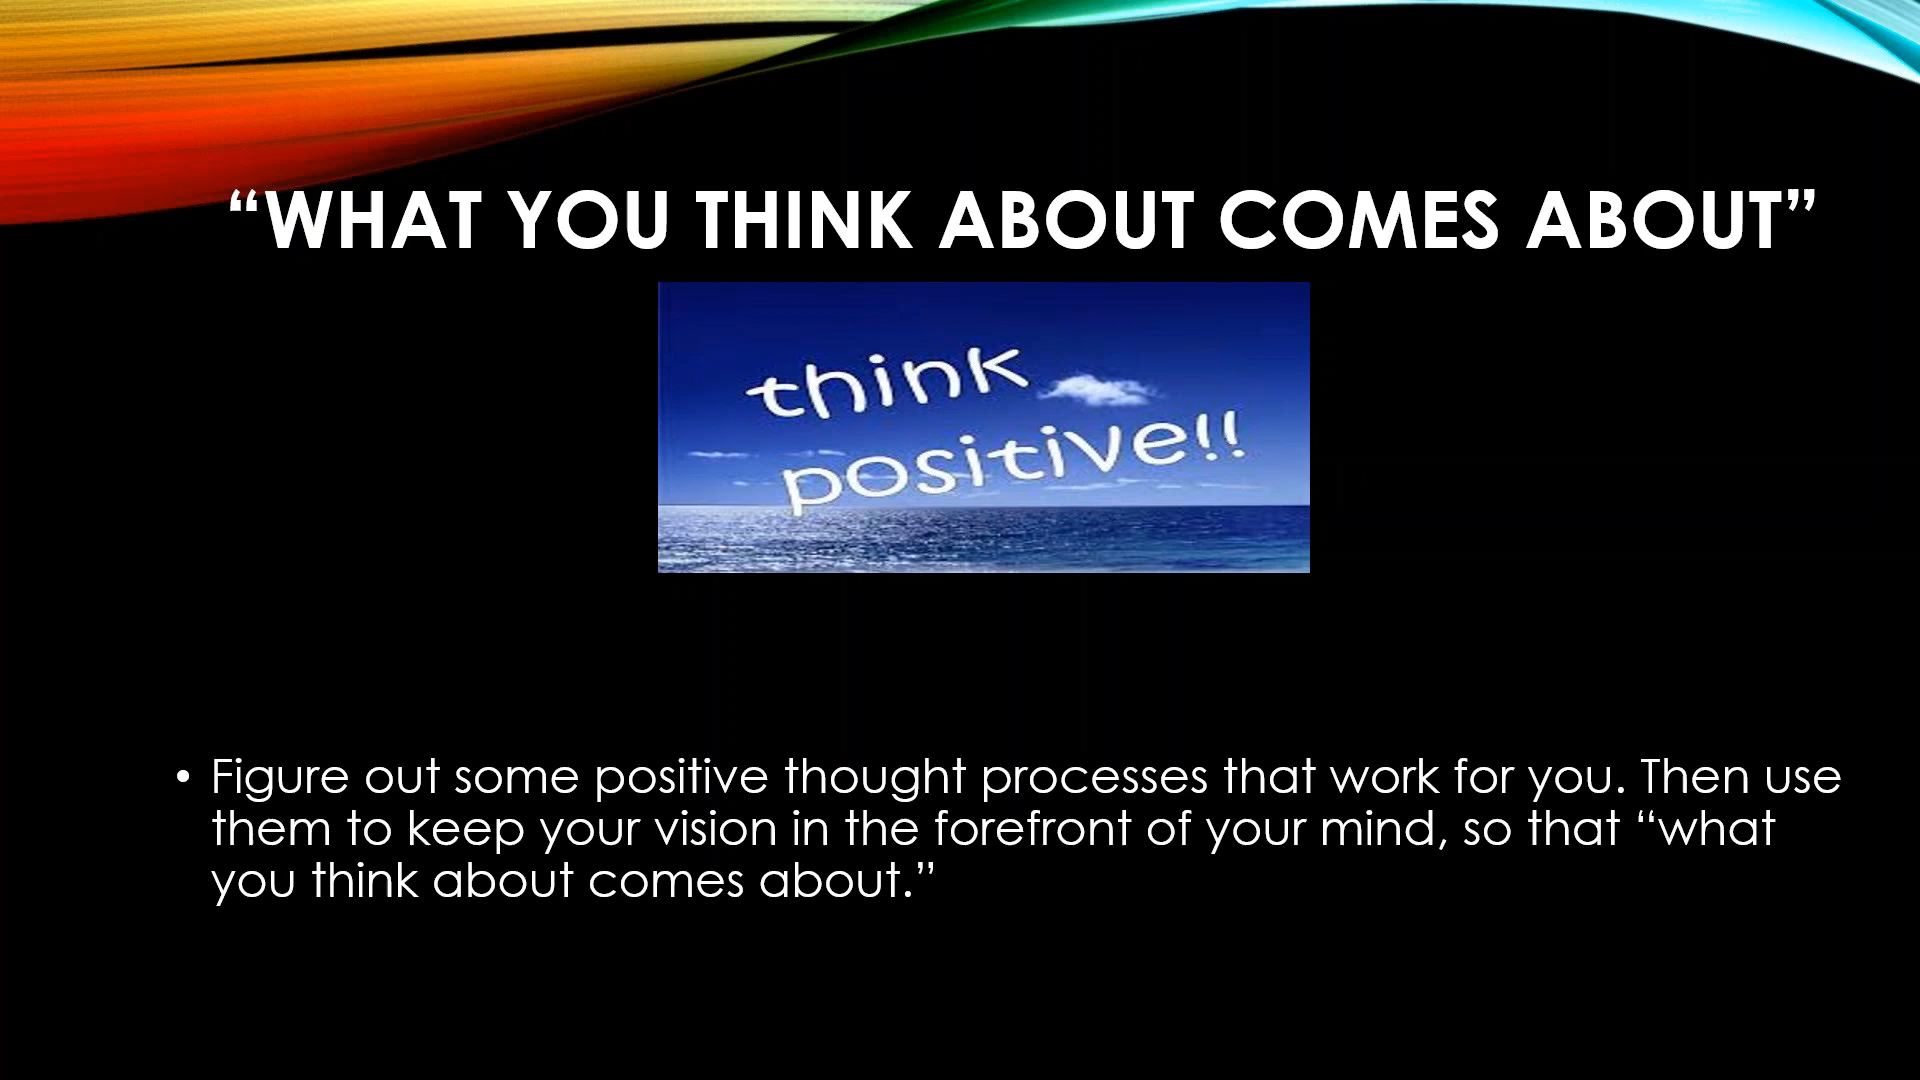 “WHAT YOU THINK ABOUT COMES ABOUT”
think
positive!!
• Figure out some positive thought processes that work for you. Then use
them to keep your vision in the forefront of your mind, so that “what
you think about comes about.”